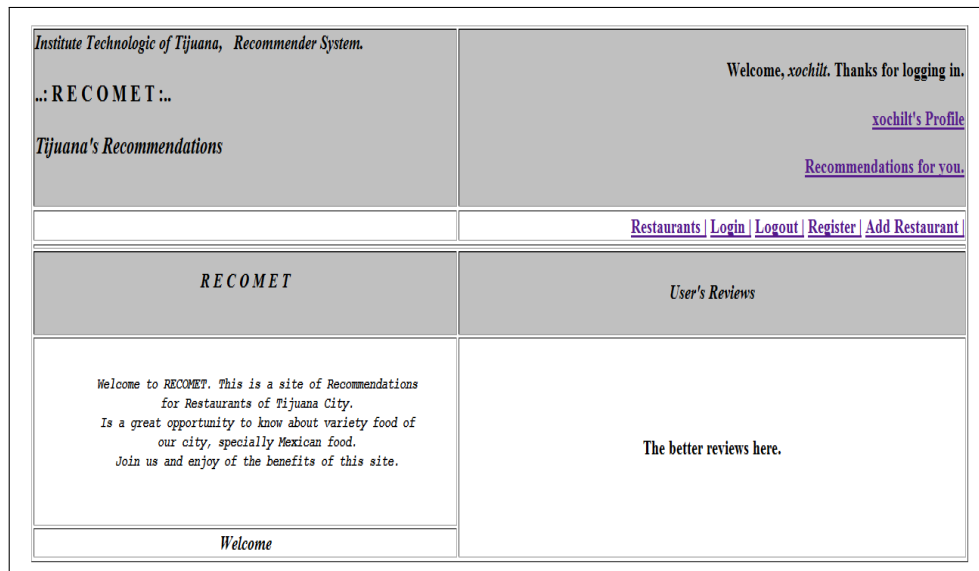 Institute Technologic of Tijuana, Recommender System.
..: R E C O M E T :..
Tijuana's Recommendations
Welcome, xochilt. Thanks for logging in.
xochilt's Profile
Recommendations for you.
Restaurants | Login | Logout | Register | Add Restaurant |
R E C O M E T
User's Reviews
Welcome to RECOMET. This is a site of Recommendations
for Restaurants of Tijuana City.
Is a great opportunity to know about variety food of
our city, specially Mexican food.
Join us and enjoy of the benefits of this site.
The better reviews here.
Welcome